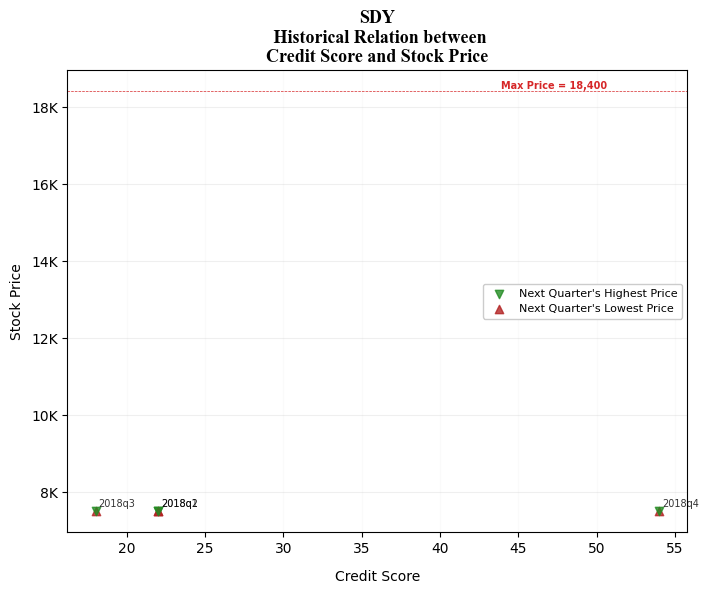 SDY
Historical Relation between
Credit Score and Stock Price
Max Price = 18,400
18K
16K
14K
12K
10K
8K
Stock Price
Next Quarter's Highest Price
Next Quarter's Lowest Price
2018q3
2018q4
20
25
30
35
40
45
50
55
Credit Score